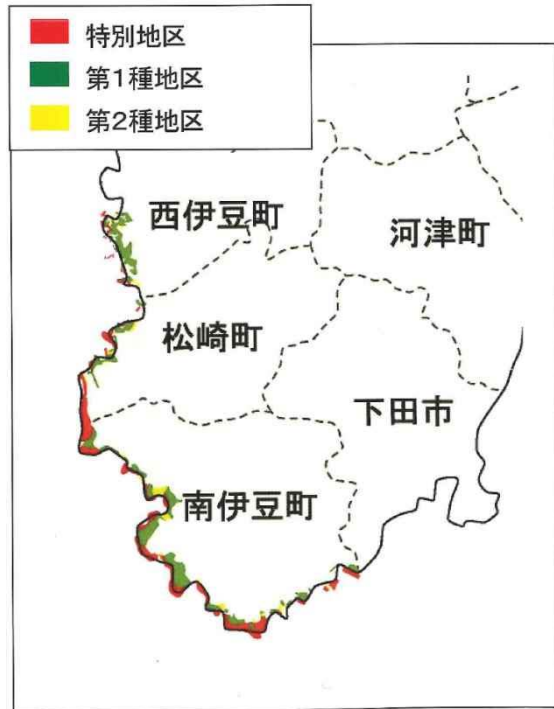 特別地区
第1種地区
第2種地区
西伊豆町
河津町
松崎町
下田市
南伊豆町